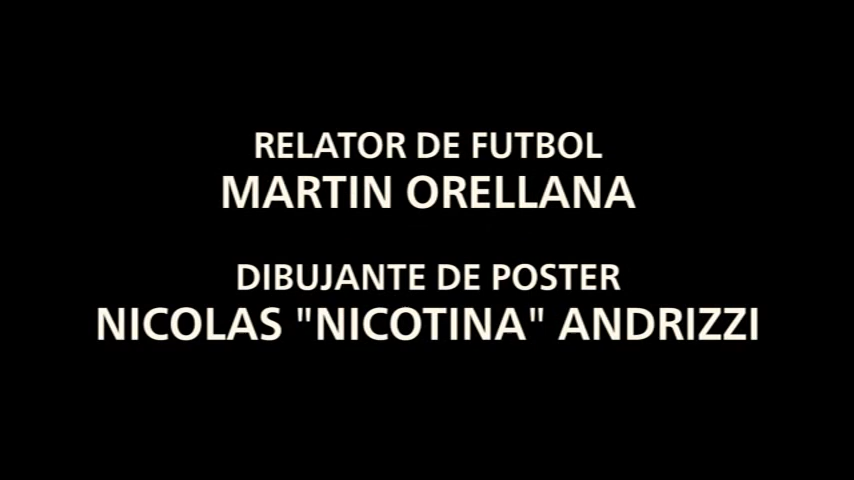 RELATOR DE FUTBOL
MARTIN ORELLANA
DIBUJANTE DE POSTER
NICOLAS "NICOTINA" ANDRIZZI